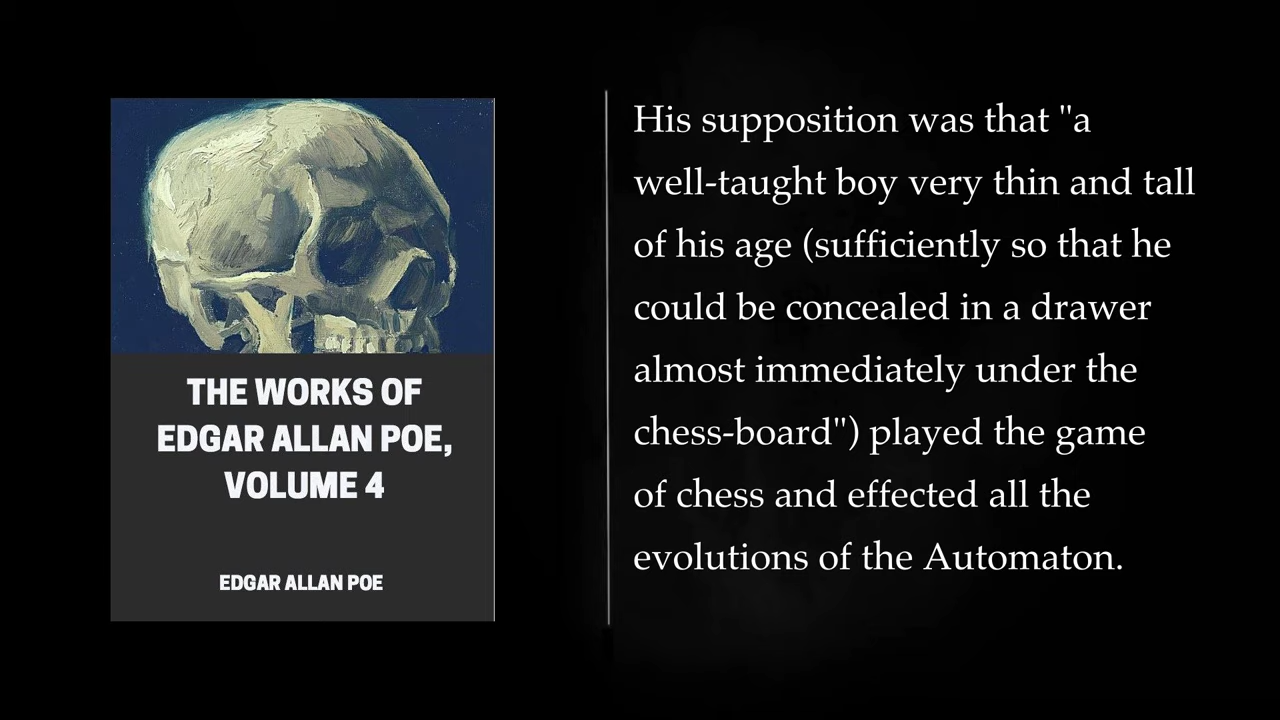 THE WORKS OF
EDGAR ALLAN POE,
VOLUME 4
EDGAR ALLAN POE
His supposition was that "a
well-taught boy very thin and tall
of his age (sufficiently so that he
could be concealed in a drawer
almost immediately under the
chess-board") played the game
of chess and effected all the
evolutions of the Automaton.